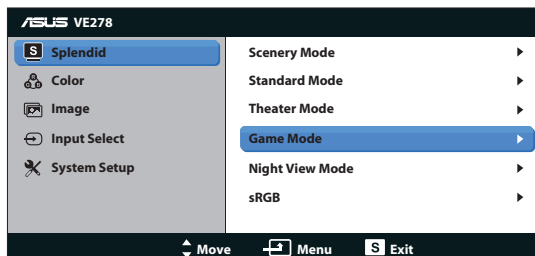 ASUS VE278
S Splendid
Color
Image
Input Select
System Setup
Scenery Mode
Standard Mode
Theater Mode
Game Mode
Night View Mode
sRGB
Move Menu S Exit